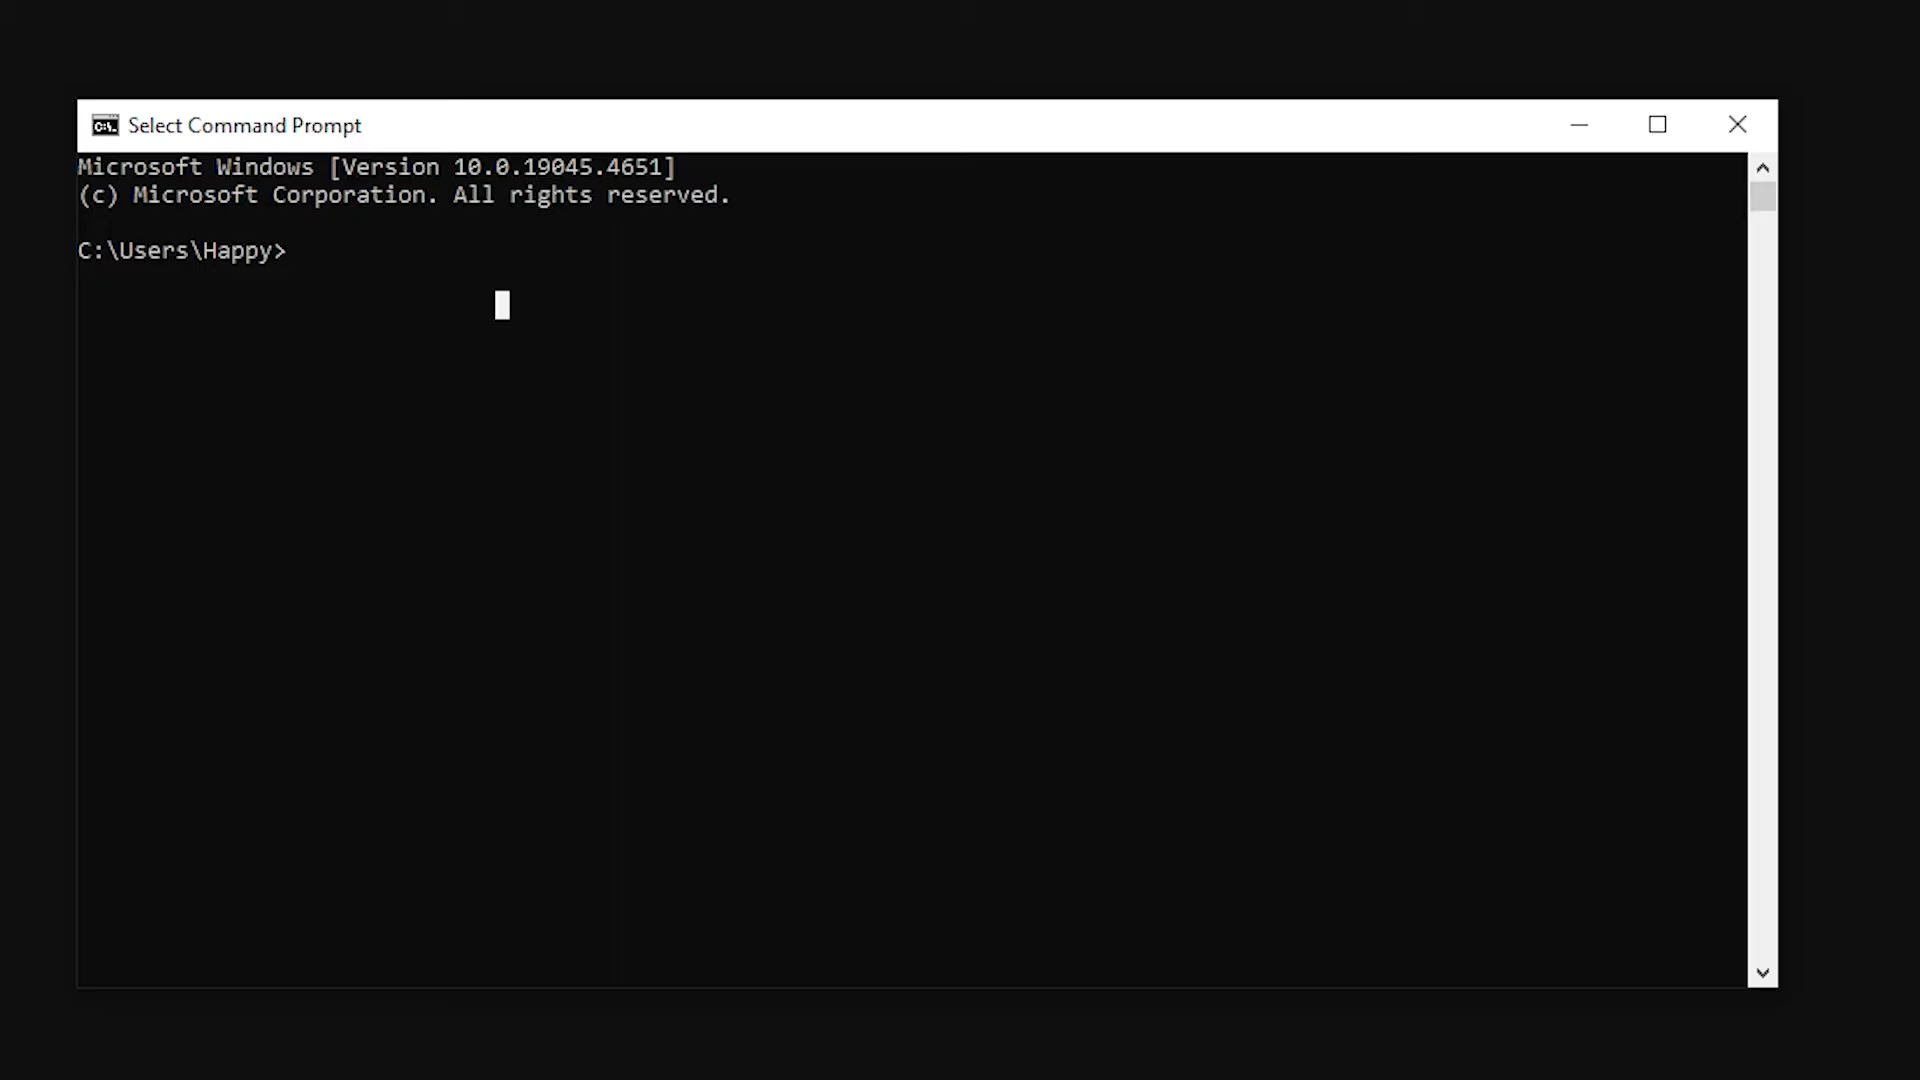 Select Command Prompt
Microsoft Windows [Version 10.0.19045.4651]
(c) Microsoft Corporation. All rights reserved.
C:\Users\Happy>